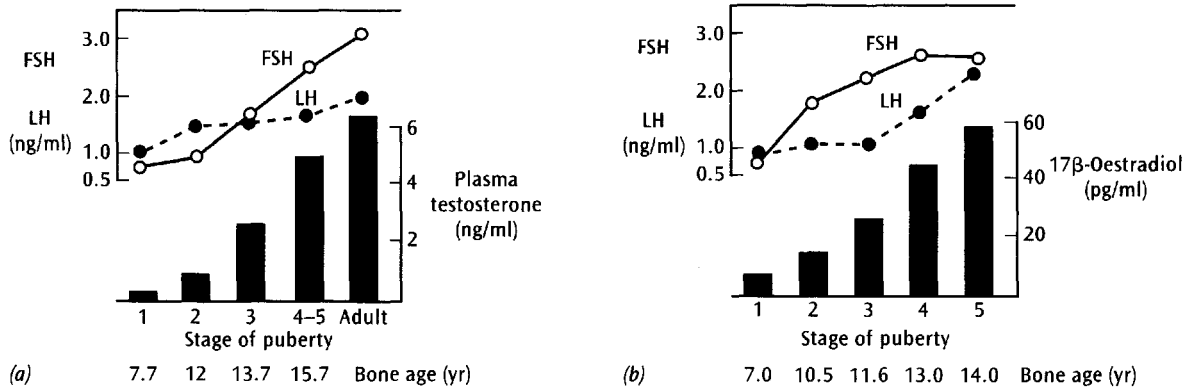 3.0
FSH
FSH
2.0
LH
LH
(ng/ml)
1.0
0.5
6
4
2
Plasma
testosterone
(ng/ml)
1 2 3 4–5 Adult
Stage of puberty
(a) 7.7 12 13.7 15.7 Bone age (yr)
3.0
FSH
FSH
2.0
LH
LH
(ng/ml)
1.0
0.5
60
40
20
17β-Oestradiol
(pg/ml)
1 2 3 4 5
Stage of puberty
(b) 7.0 10.5 11.6 13.0 14.0 Bone age (yr)